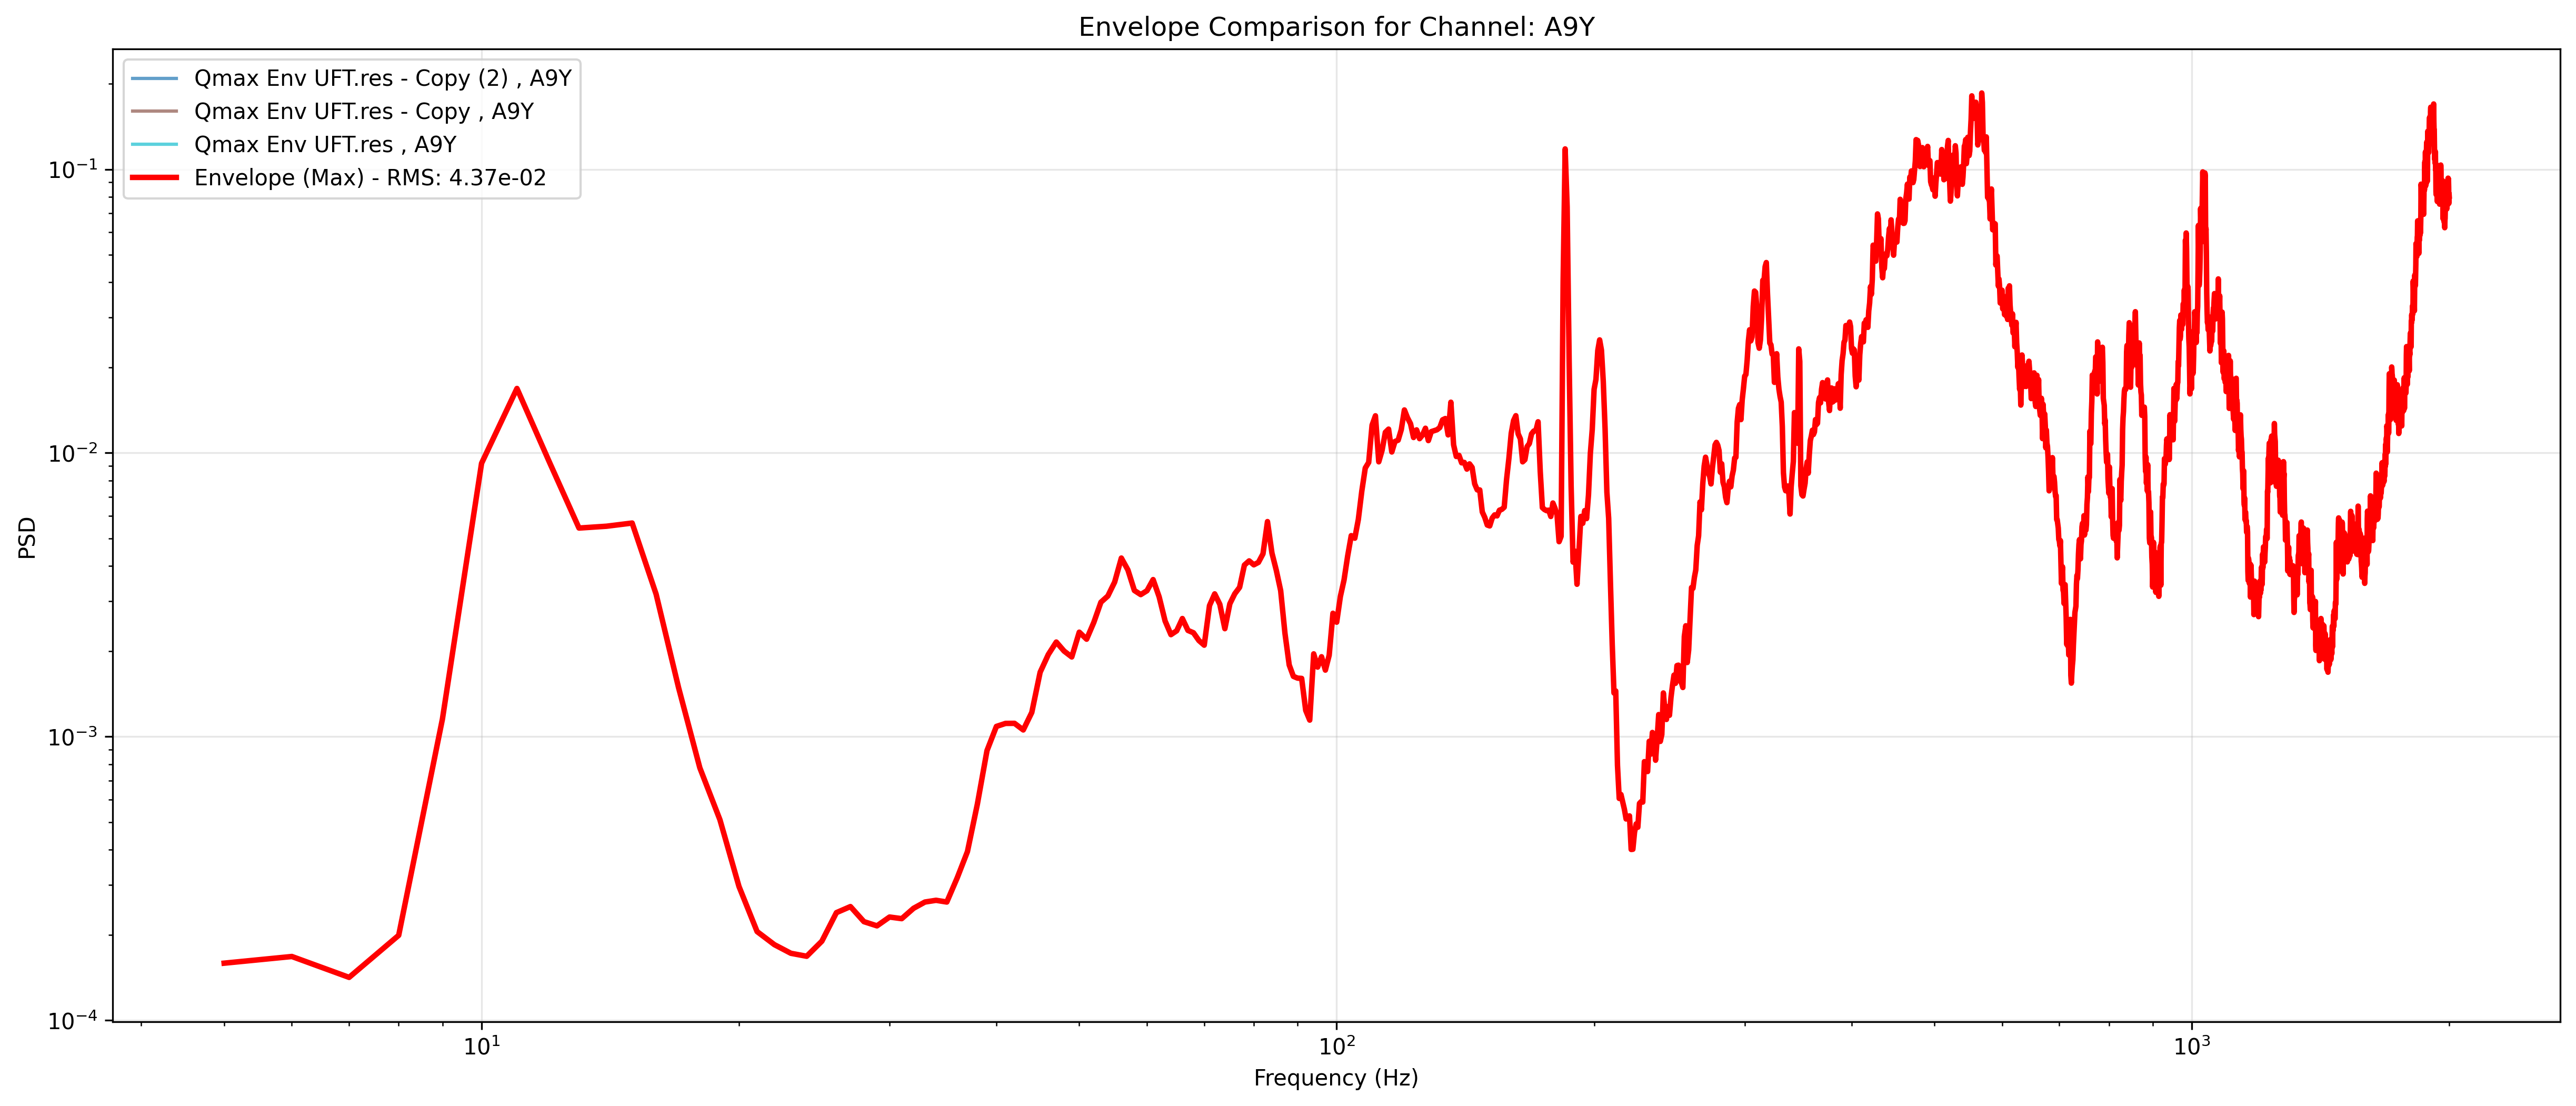 Envelope Comparison for Channel: A9Y
Qmax Env UFT.res - Copy (2) , A9Y
Qmax Env UFT.res - Copy , A9Y
Qmax Env UFT.res , A9Y
Envelope (Max) - RMS: 4.37e-02
PSD
10⁻¹
10⁻²
10⁻³
10⁻⁴
10¹
10²
10³
Frequency (Hz)